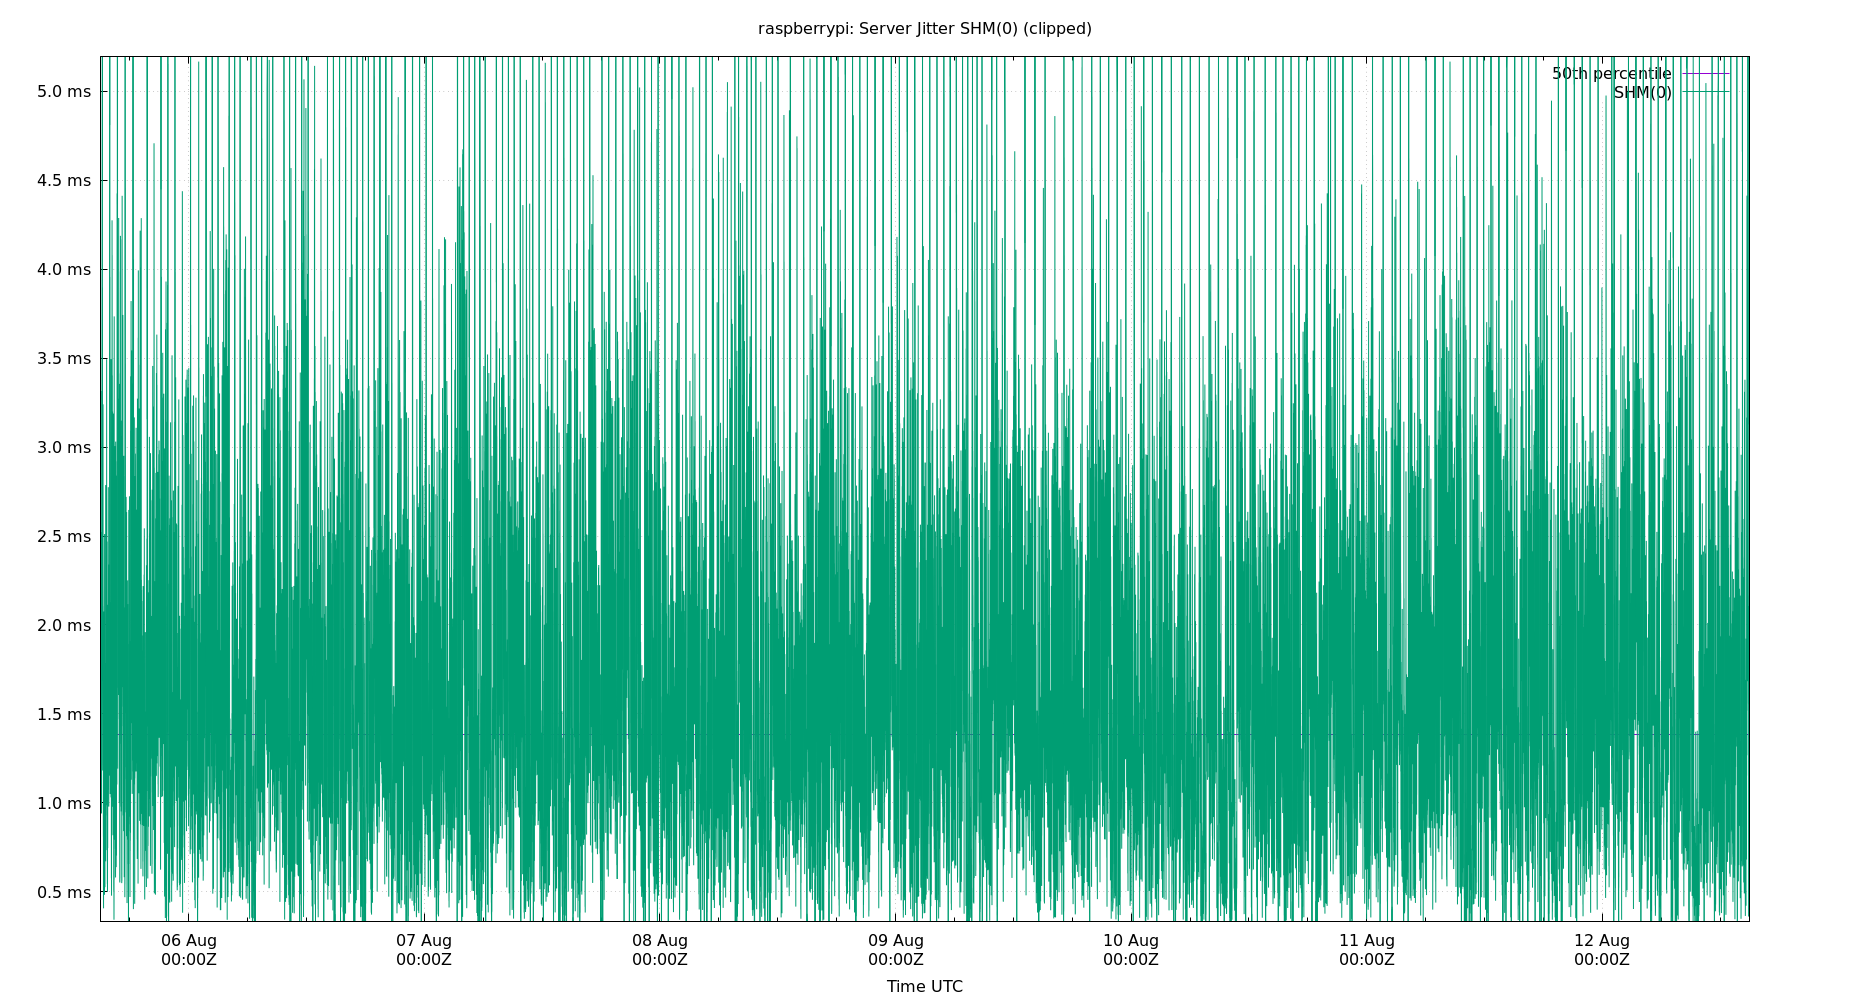 raspberrypi: Server Jitter SHM(0) (clipped)
50th percentile
SHM(0)
5.0 ms
4.5 ms
4.0 ms
3.5 ms
3.0 ms
2.5 ms
2.0 ms
1.5 ms
1.0 ms
0.5 ms
06 Aug 07 Aug 08 Aug 09 Aug 10 Aug 11 Aug 12 Aug
00:00Z 00:00Z 00:00Z 00:00Z 00:00Z 00:00Z 00:00Z
Time UTC